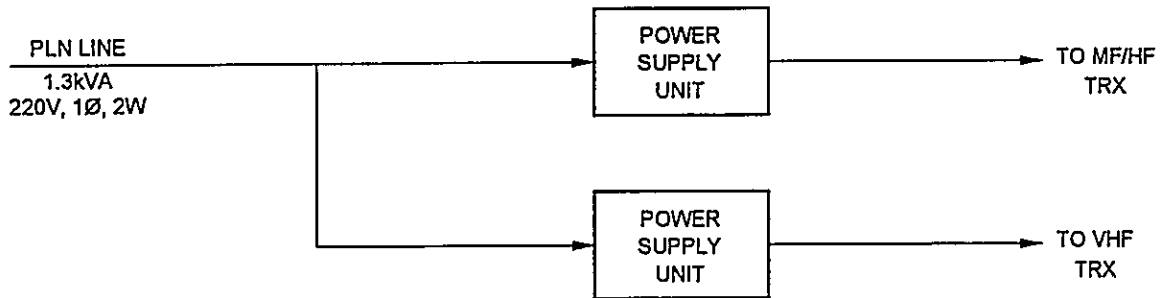 PLN LINE
1.3kVA
220V, 1Ø, 2W
POWER
SUPPLY
UNIT
TO MF/HF
TRX
POWER
SUPPLY
UNIT
TO VHF
TRX